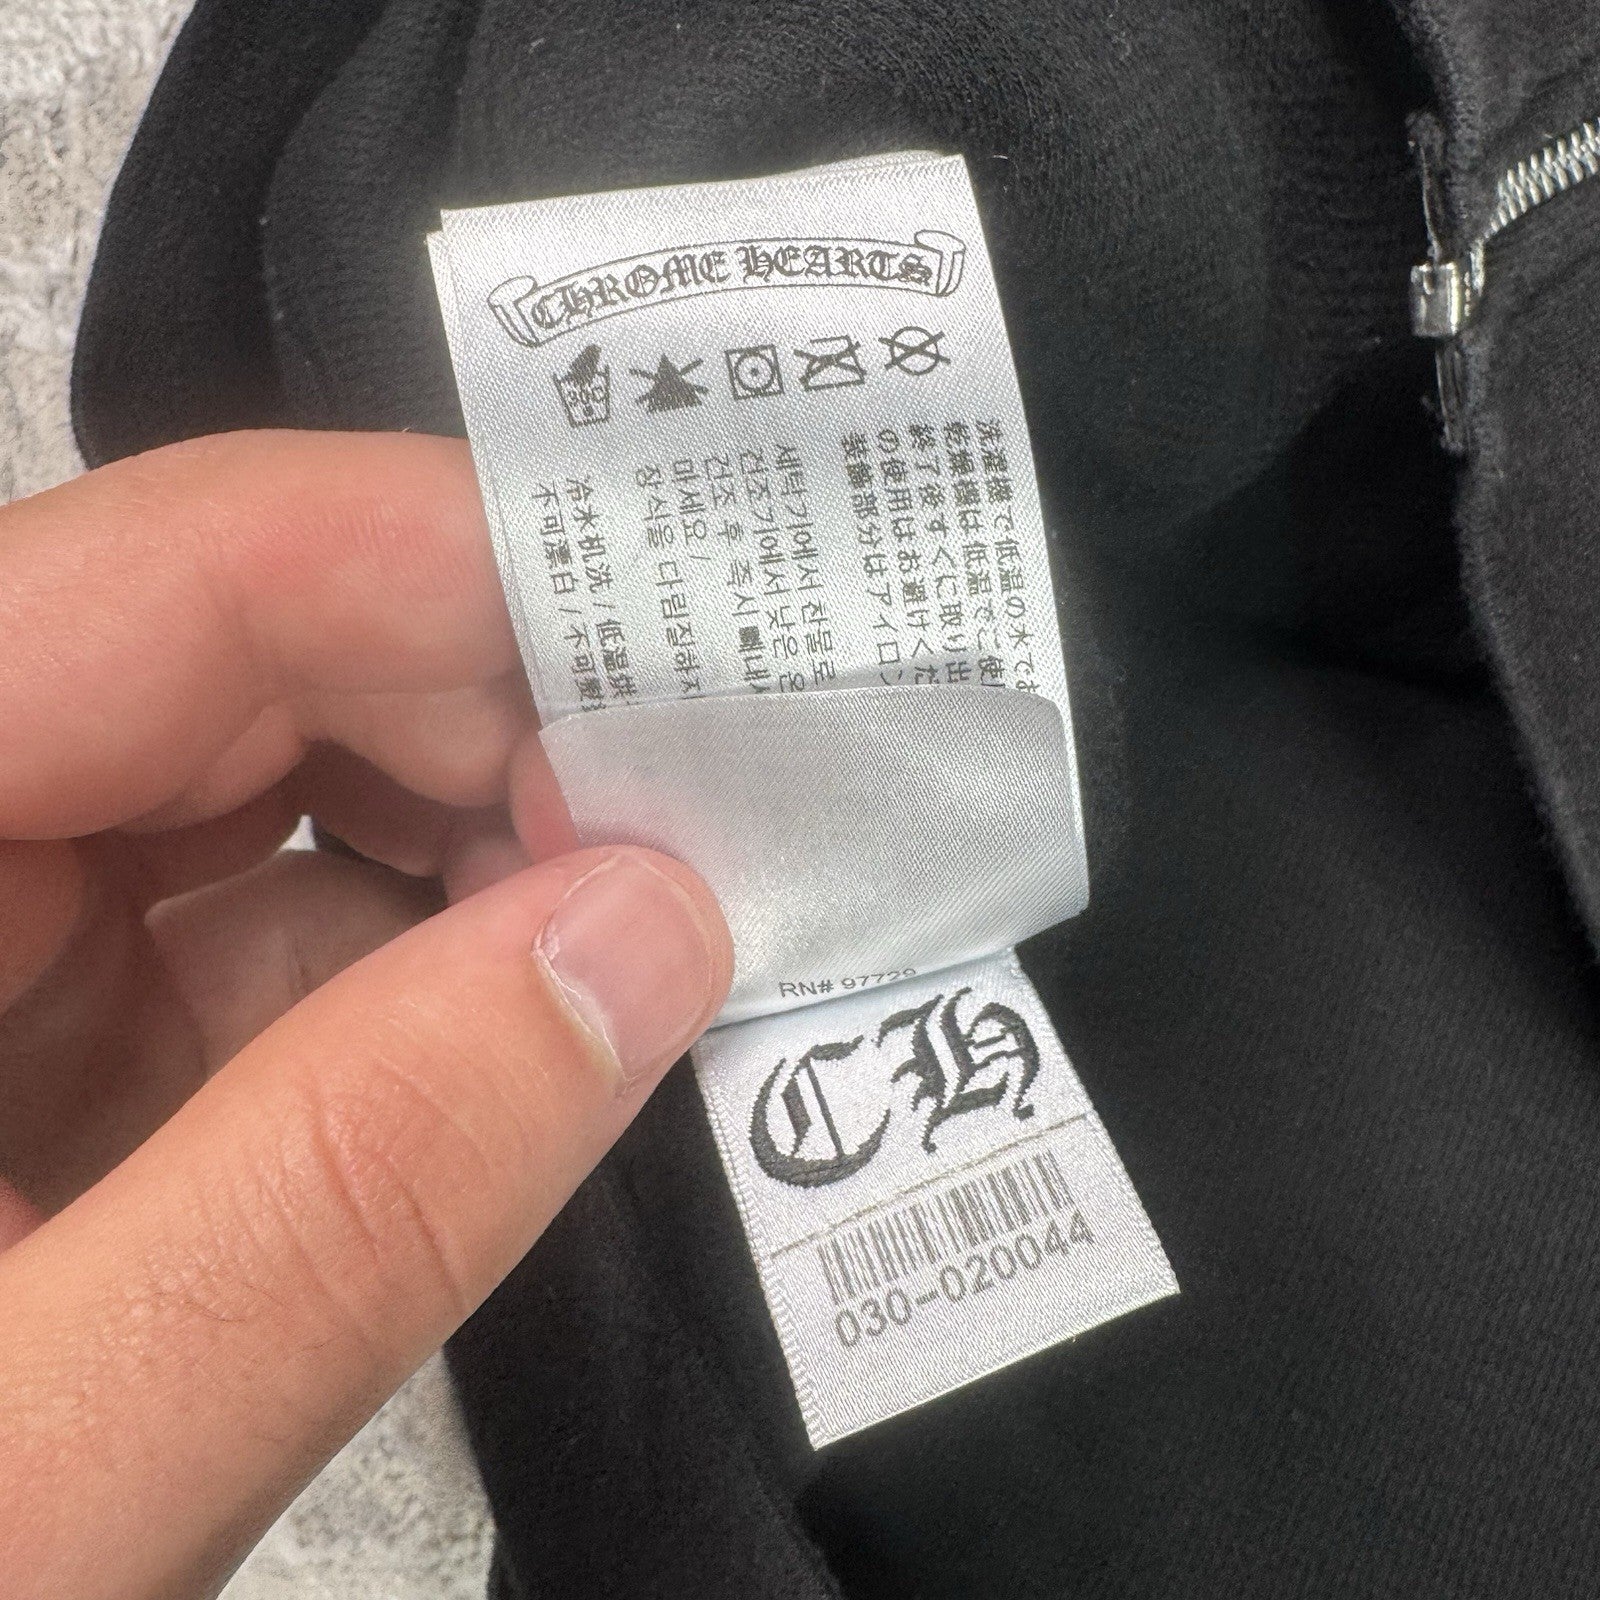 CHROME HEARTS
洗濯機で低温の水でお
乾燥機は低温でご使
終了後すぐに取り出
の使用はお避けくだ
装飾部分はアイロン
세탁기에서 찬물로
건조기에서 낮은 온
건조 후 즉시 빼내
마세요 /
장식을 다림질하지
冷水机洗 / 低温烘
不可漂白 / 不可熨
RN# 97729
CH
030-020044